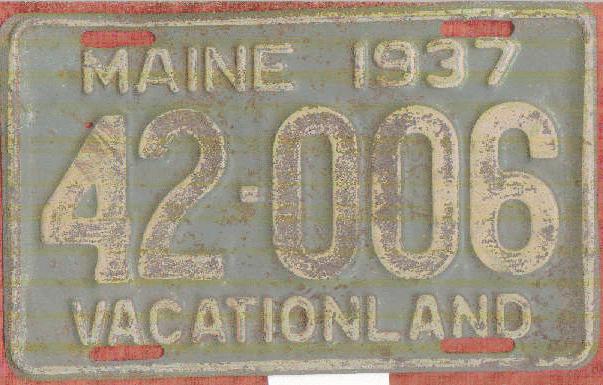 MAINE 1937
42-006
VACATIONLAND